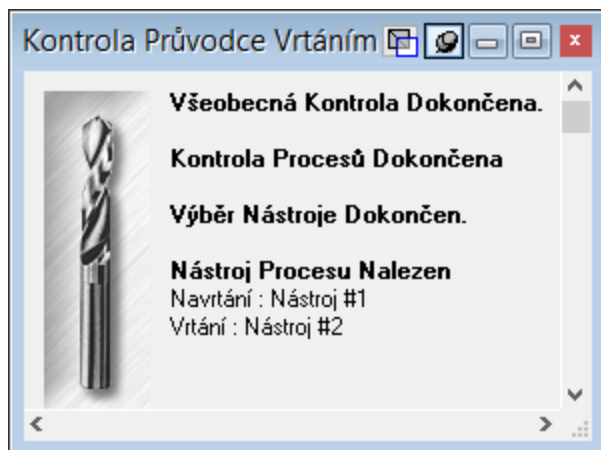 Kontrola Průvodce Vrtáním
Všeobecná Kontrola Dokončena.
Kontrola Procesů Dokončena
Výběr Nástroje Dokončen.
Nástroj Procesu Nalezen
Navrtání : Nástroj #1
Vrtání : Nástroj #2